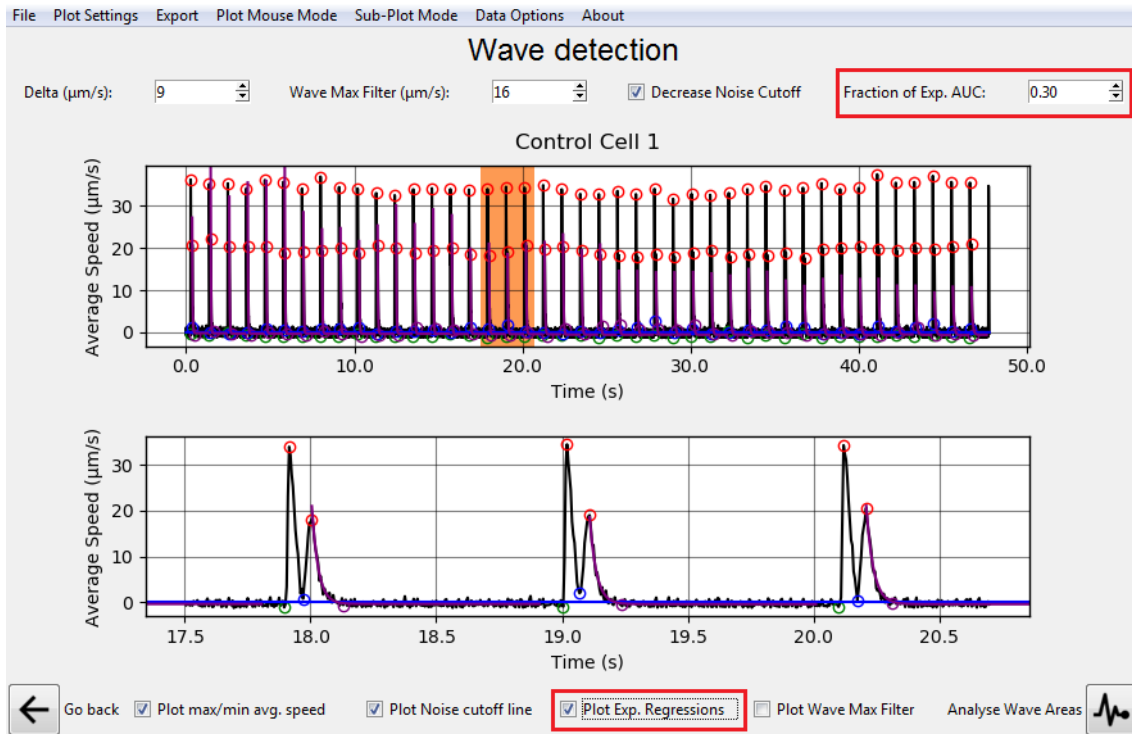 File Plot Settings Export Plot Mouse Mode Sub-Plot Mode Data Options About
Wave detection
Delta (µm/s): 9 Wave Max Filter (µm/s): 16 Decrease Noise Cutoff Fraction of Exp. AUC: 0.30
Control Cell 1
Average Speed (µm/s)
30
20
10
0
0.0 10.0 20.0 30.0 40.0 50.0
Time (s)
Average Speed (µm/s)
30
20
10
0
17.5 18.0 18.5 19.0 19.5 20.0 20.5
Time (s)
Go back Plot max/min avg. speed Plot Noise cutoff line Plot Exp. Regressions Plot Wave Max Filter Analyse Wave Areas